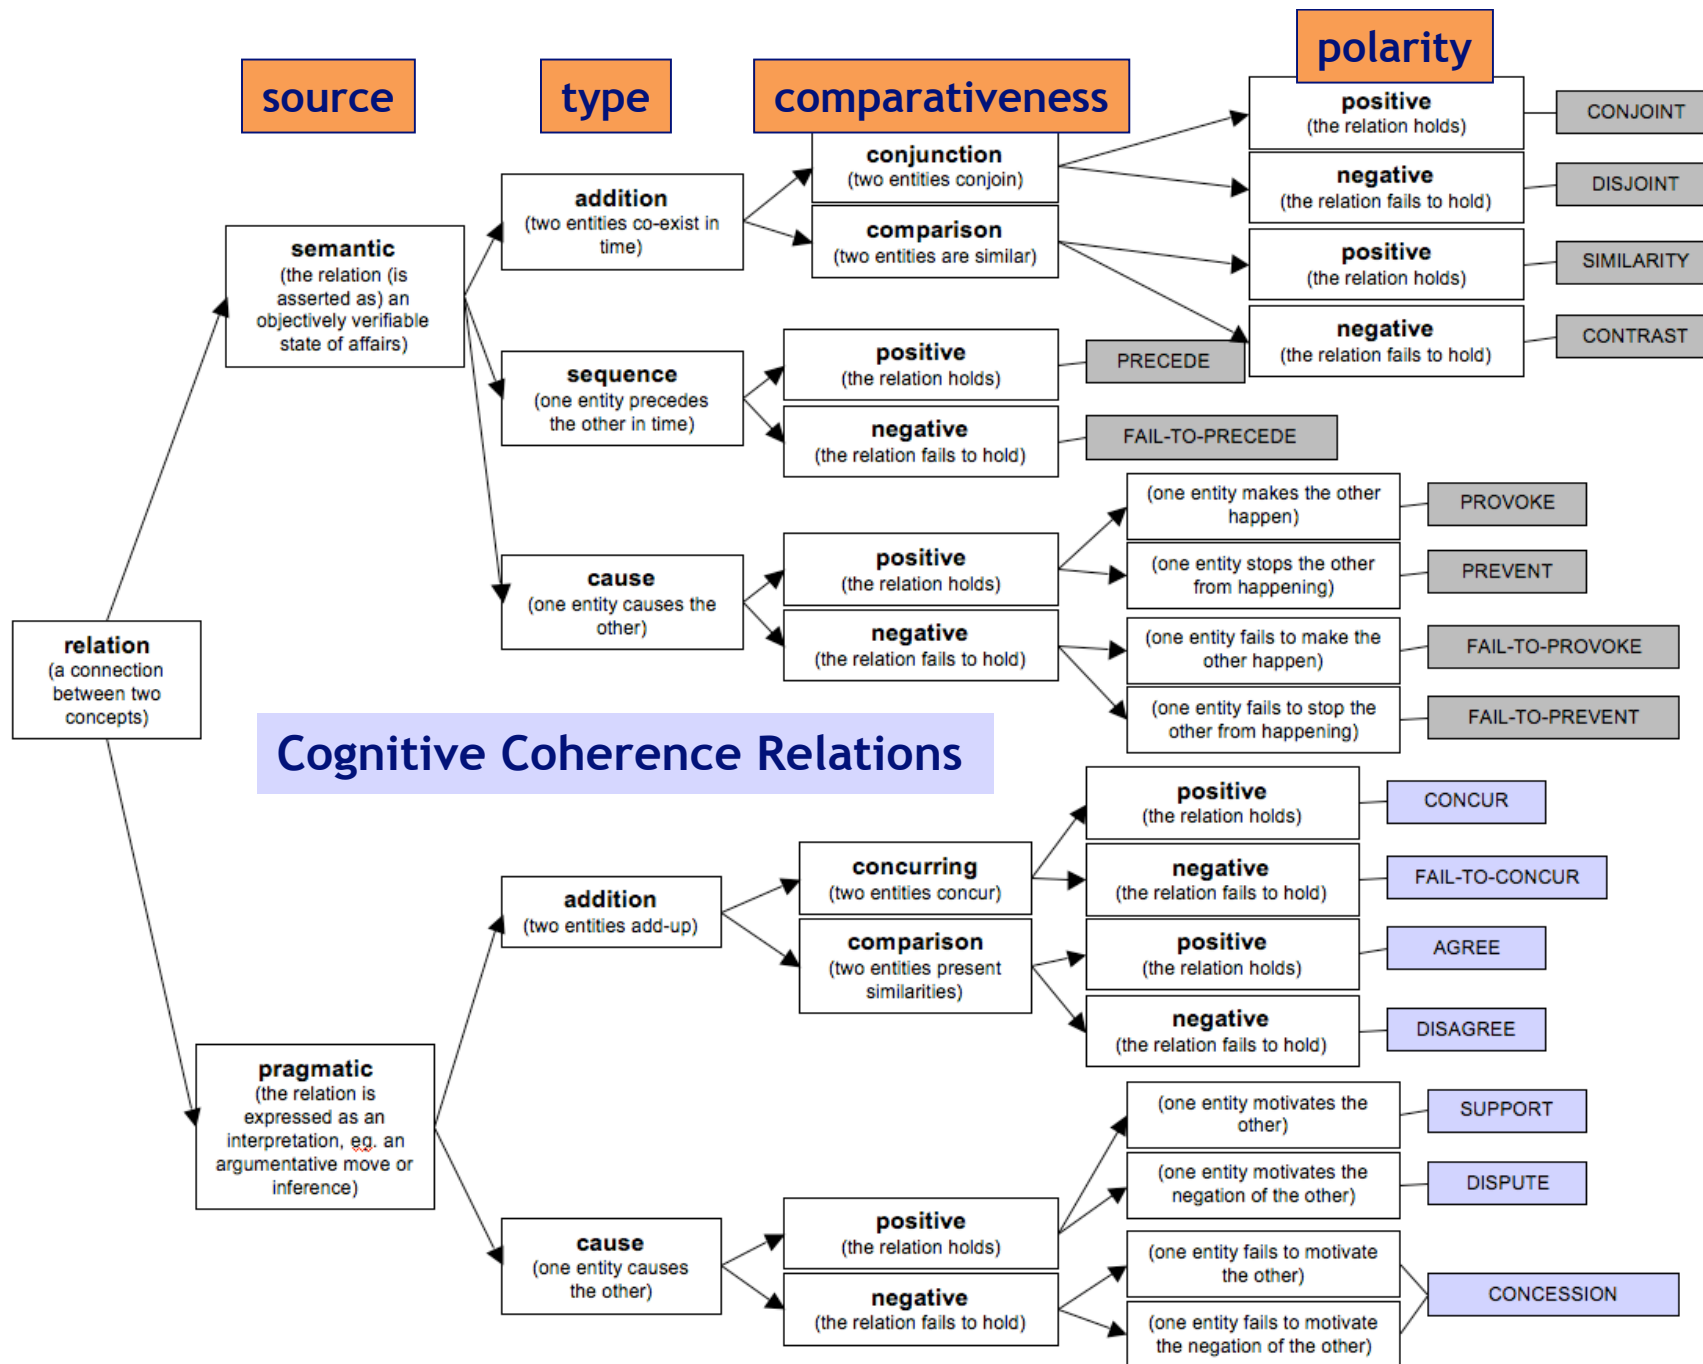 source
type
comparativeness
polarity
relation
(a connection
between two
concepts)
semantic
(the relation (is
asserted as) an
objectively verifiable
state of affairs)
addition
(two entities co-exist in
time)
conjunction
(two entities conjoin)
positive
(the relation holds)
CONJOINT
negative
(the relation fails to hold)
DISJOINT
comparison
(two entities are similar)
positive
(the relation holds)
SIMILARITY
negative
(the relation fails to hold)
CONTRAST
sequence
(one entity precedes
the other in time)
positive
(the relation holds)
PRECEDE
negative
(the relation fails to hold)
FAIL-TO-PRECEDE
cause
(one entity causes the
other)
positive
(the relation holds)
(one entity makes the other
happen)
PROVOKE
(one entity stops the other
from happening)
PREVENT
negative
(the relation fails to hold)
(one entity fails to make the
other happen)
FAIL-TO-PROVOKE
(one entity fails to stop the
other from happening)
FAIL-TO-PREVENT
Cognitive Coherence Relations
pragmatic
(the relation is
expressed as an
interpretation, eg. an
argumentative move or
inference)
addition
(two entities add-up)
concurring
(two entities concur)
positive
(the relation holds)
CONCUR
negative
(the relation fails to hold)
FAIL-TO-CONCUR
comparison
(two entities present
similarities)
positive
(the relation holds)
AGREE
negative
(the relation fails to hold)
DISAGREE
cause
(one entity causes
the other)
positive
(the relation holds)
(one entity motivates the
other)
SUPPORT
(one entity motivates the
negation of the other)
DISPUTE
negative
(the relation fails to hold)
(one entity fails to motivate
the other)
(one entity fails to motivate
the negation of the other)
CONCESSION